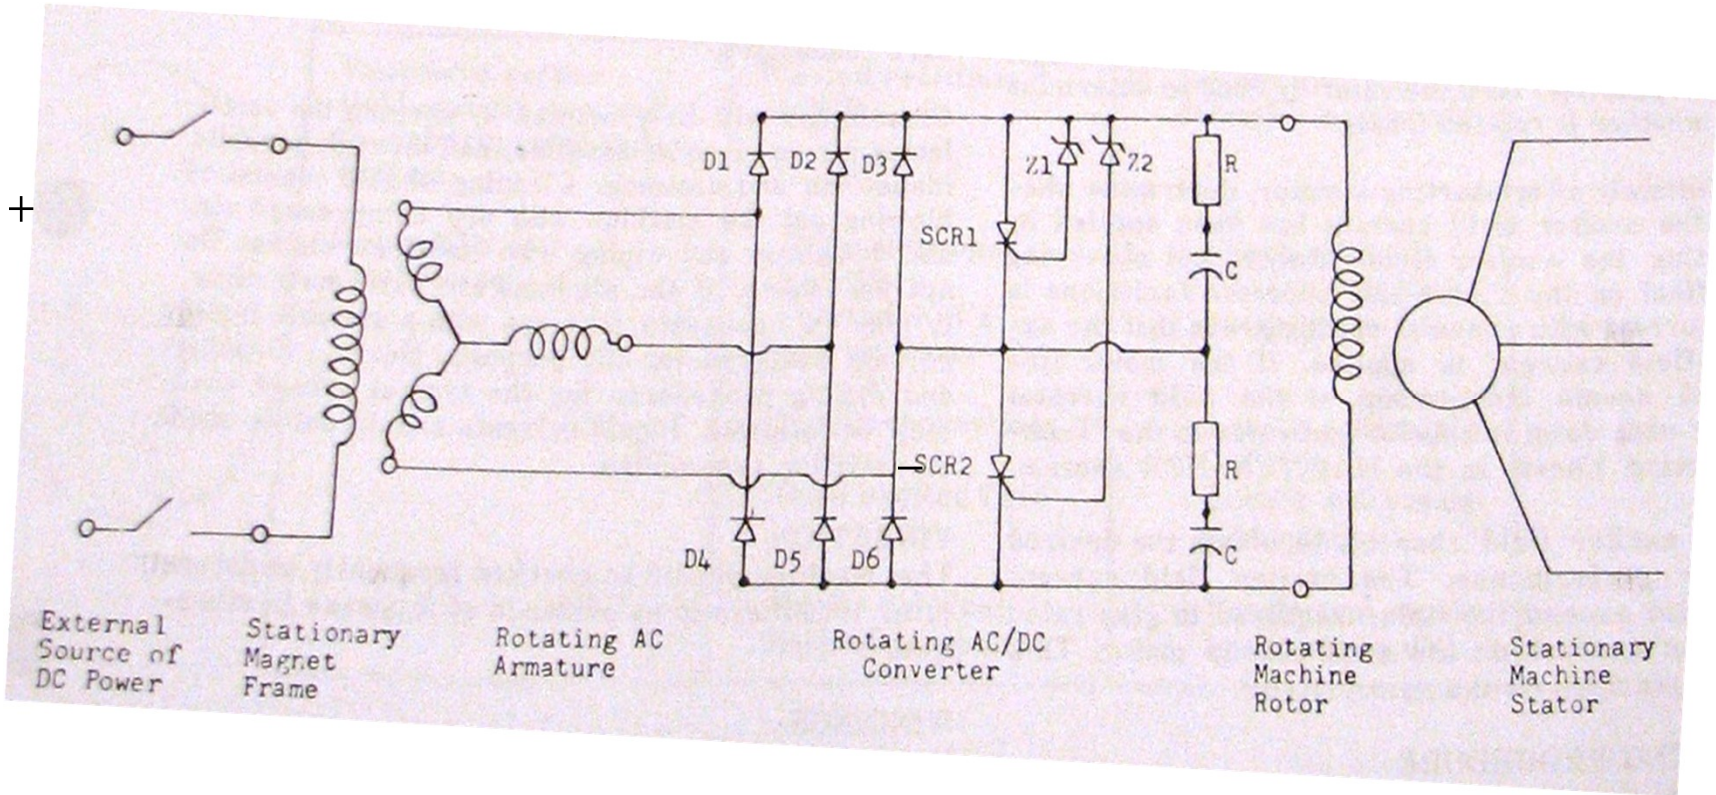 +
D1
D2
D3
Z1
Z2
R
SCR1
C
SCR2
R
D4
D5
D6
C
External
Source of
DC Power
Stationary
Magnet
Frame
Rotating AC
Armature
Rotating AC/DC
Converter
Rotating
Machine
Rotor
Stationary
Machine
Stator